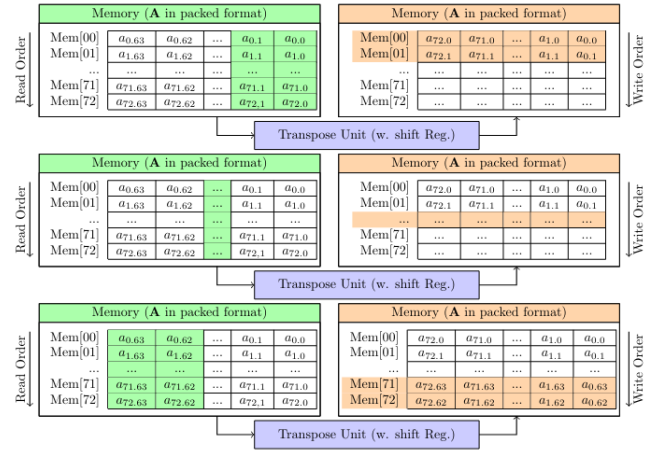 Memory (A in packed format)
Read Order
Mem[00] a0.63 a0.62 ... a0.1 a0.0
Mem[01] a1.63 a1.62 ... a1.1 a1.0
... ... ... ... ... ...
Mem[71] a71.63 a71.62 ... a71.1 a71.0
Mem[72] a72.63 a72.62 ... a72,1 a72.0
Memory (A in packed format)
Mem[00] a72.0 a71.0 ... a1.0 a0.0
Mem[01] a72.1 a71.1 ... a1.1 a0.1
... ... ... ... ... ...
Mem[71] ... ... ... ... ...
Mem[72] ... ... ... ... ...
Write Order
Transpose Unit (w. shift Reg.)
Memory (A in packed format)
Read Order
Mem[00] a0.63 a0.62 ... a0.1 a0.0
Mem[01] a1.63 a1.62 ... a1.1 a1.0
... ... ... ... ... ...
Mem[71] a71.63 a71.62 ... a71.1 a71.0
Mem[72] a72.63 a72.62 ... a72.1 a72.0
Memory (A in packed format)
Mem[00] a72.0 a71.0 ... a1.0 a0.0
Mem[01] a72.1 a71.1 ... a1.1 a0.1
... ... ... ... ... ...
Mem[71] ... ... ... ... ...
Mem[72] ... ... ... ... ...
Write Order
Transpose Unit (w. shift Reg.)
Memory (A in packed format)
Read Order
Mem[00] a0.63 a0.62 ... a0.1 a0.0
Mem[01] a1.63 a1.62 ... a1.1 a1.0
... ... ... ... ... ...
Mem[71] a71.63 a71.62 ... a71.1 a71.0
Mem[72] a72.63 a72.62 ... a72,1 a72.0
Memory (A in packed format)
Mem[00] a72.0 a71.0 ... a1.0 a0.0
Mem[01] a72.1 a71.1 ... a1.1 a0.1
... ... ... ... ... ...
Mem[71] a72.63 a71.63 ... a1.63 a0.63
Mem[72] a72.62 a71.62 ... a1.62 a0.62
Write Order
Transpose Unit (w. shift Reg.)